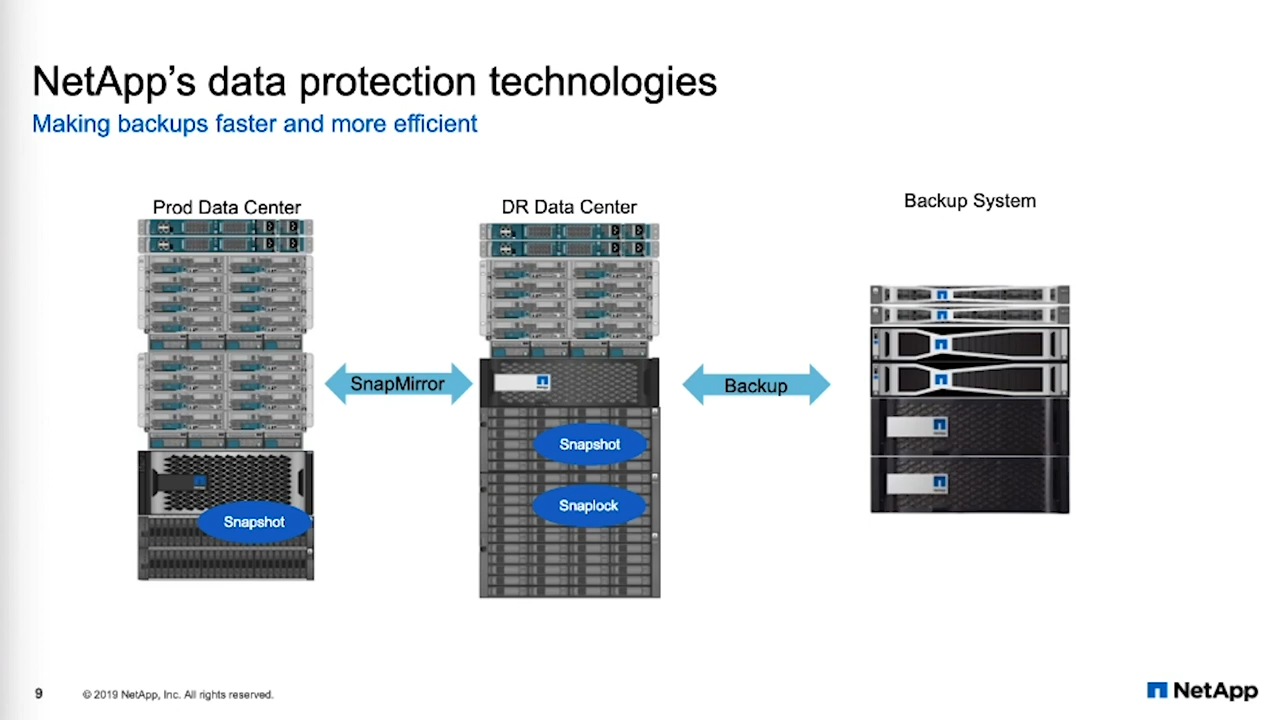 NetApp’s data protection technologies
Making backups faster and more efficient
Prod Data Center
DR Data Center
Backup System
SnapMirror
Backup
NetApp
Snapshot
Snaplock
Snapshot
9
© 2019 NetApp, Inc. All rights reserved.
NetApp